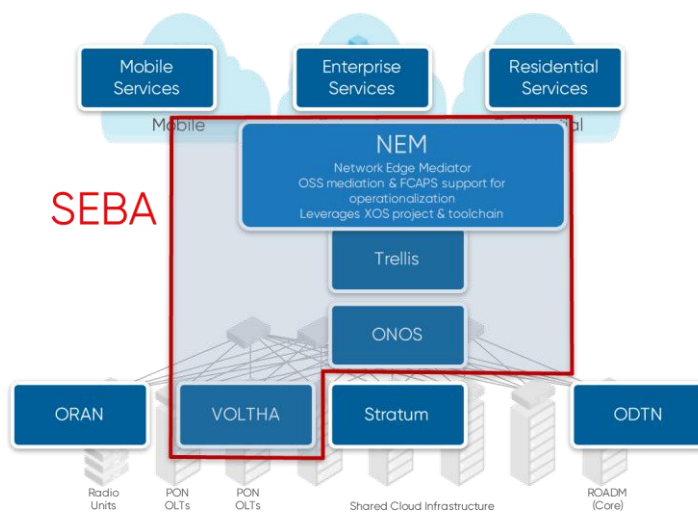 Mobile
Services
Enterprise
Services
Residential
Services
Mobile
NEM
Network Edge Mediator
OSS mediation & FCAPS support for
operationalization
Leverages XOS project & toolchain
SEBA
Trellis
ONOS
ORAN
VOLTHA
Stratum
ODTN
Radio
Units
PON
OLTs
PON
OLTs
Shared Cloud Infrastructure
ROADM
(Core)